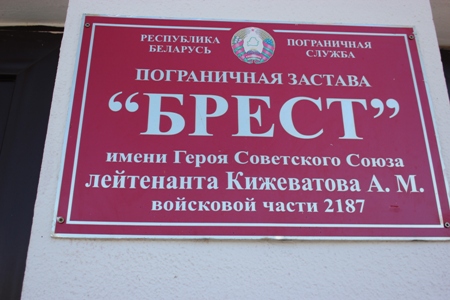 РЕСПУБЛИКА БЕЛАРУСЬ
ПОГРАНИЧНАЯ СЛУЖБА
ПОГРАНИЧНАЯ ЗАСТАВА
“БРЕСТ”
имени Героя Советского Союза
лейтенанта Кижеватова А. М.
войсковой части 2187